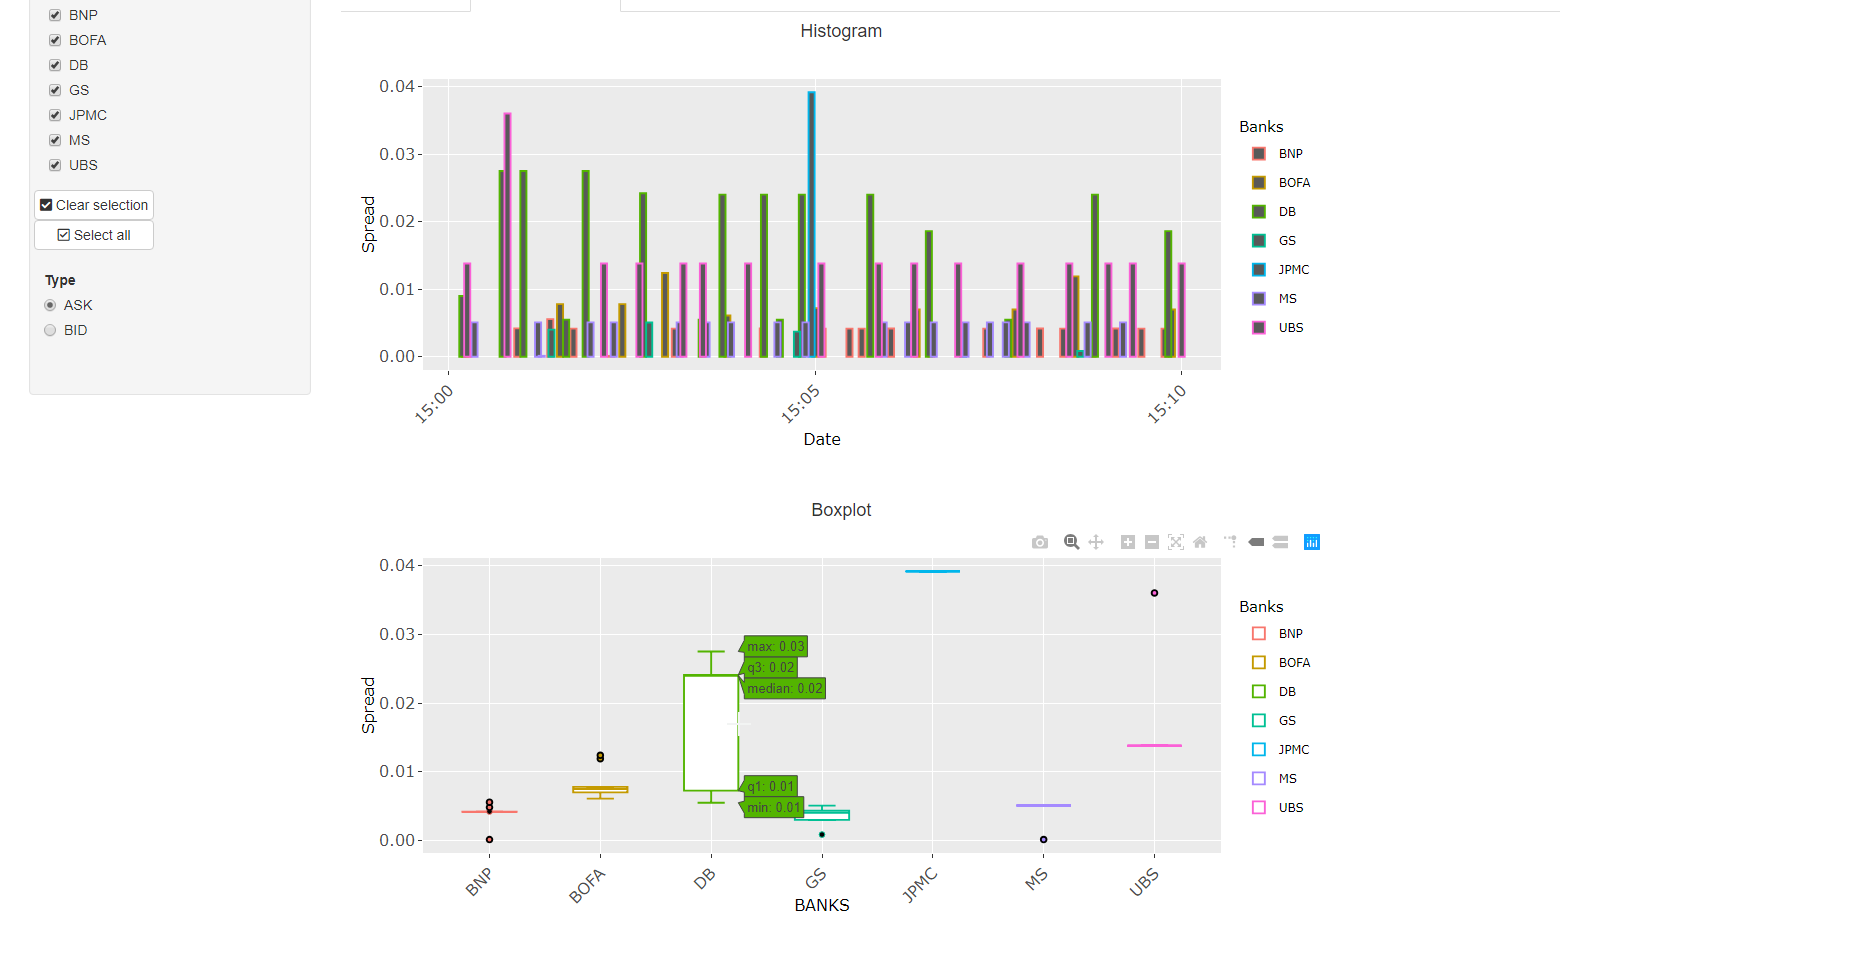 BNP
BOFA
DB
GS
JPMC
MS
UBS
Clear selection
Select all
Type
ASK
BID
Histogram
0.04
0.03
0.02
0.01
0.00
Spread
15:00
15:05
15:10
Date
Banks
BNP
BOFA
DB
GS
JPMC
MS
UBS
Boxplot
0.04
0.03
0.02
0.01
0.00
Spread
max: 0.03
q3: 0.02
median: 0.02
q1: 0.01
min: 0.01
BNP
BOFA
DB
GS
JPMC
MS
UBS
BANKS
Banks
BNP
BOFA
DB
GS
JPMC
MS
UBS